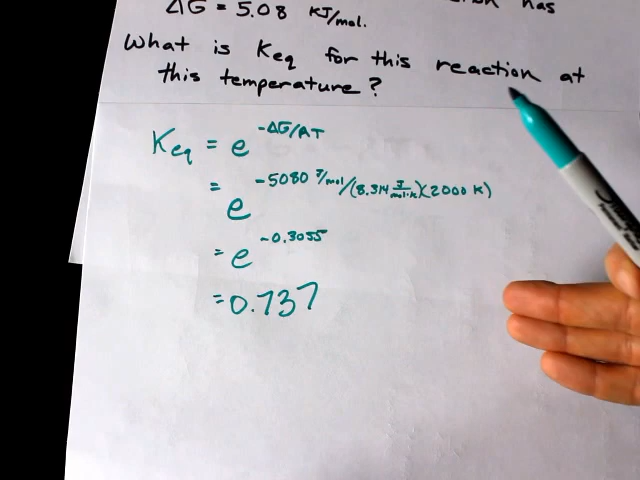 has
ΔG = 5.08 KJ/mol.
What is Keq for this reaction at
this temperature?
Keq = e^-ΔG/RT
= e^-5080 J/mol/(8.314 J/mol·K)(2000 K)
= e^-0.3055
= 0.737